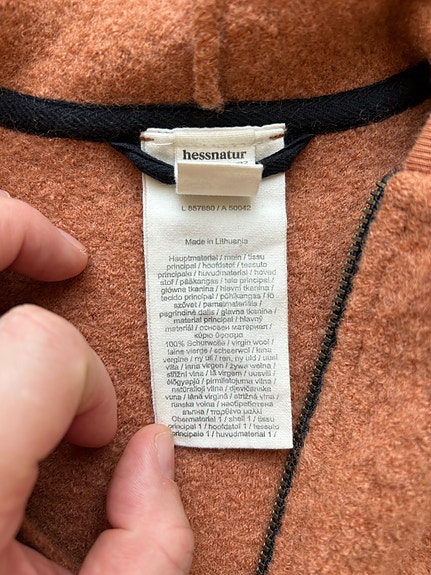 hessnatur
L 857880 / A 50042
Made in Lithuania
Hauptmaterial / main / tissu
principal / hoofdstof / tessuto
principale / huvudmaterial / hoved
stof / pääkangas / tela principal /
główna tkanina / hlavní tkanina /
tecido principal / põhikangas / fő
szövet / pamatmateriāls /
pagrindinė dalis / glavna tkanina /
material principal / hlavný
materiál / основен материал /
κύριο ύφασμα
100% Schurwolle / virgin wool /
laine vierge / scheerwol / lana
vergine / ny ull / ren, ny uld / uusi
villa / lana virgen / żywa wełna /
střižní vlna / lã virgem / uusvill /
élőgyapjú / pirmlietojuma vilna /
natūralioji vilna / djevičanska
vuna / lână virgină / strižná vlna /
runska volna / необработена
вълна / παρθένο μαλλί
Obermaterial 1 / shell 1 / tissu
principal 1 / hoofdstof 1 / tessuto
principale 1 / huvudmaterial 1 /